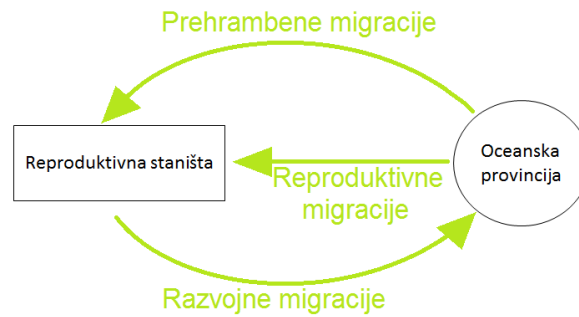 Prehrambene migracije
Reproduktivna staništa
Oceanska
provincija
Reproduktivne
migracije
Razvojne migracije